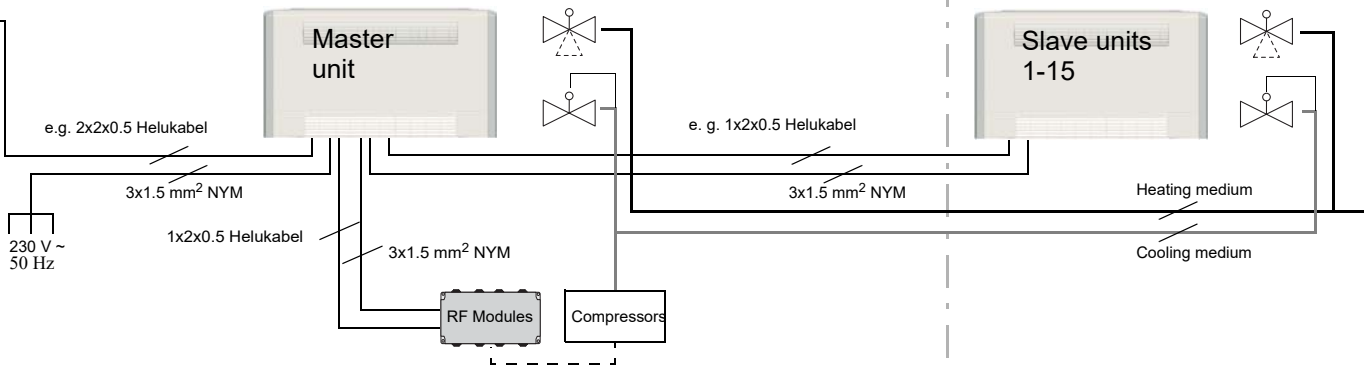 Master
unit
Slave units
1-15
e.g. 2x2x0.5 Helukabel
e. g. 1x2x0.5 Helukabel
3x1.5 mm² NYM
3x1.5 mm² NYM
Heating medium
230 V ~
50 Hz
1x2x0.5 Helukabel
3x1.5 mm² NYM
Cooling medium
RF Modules
Compressors